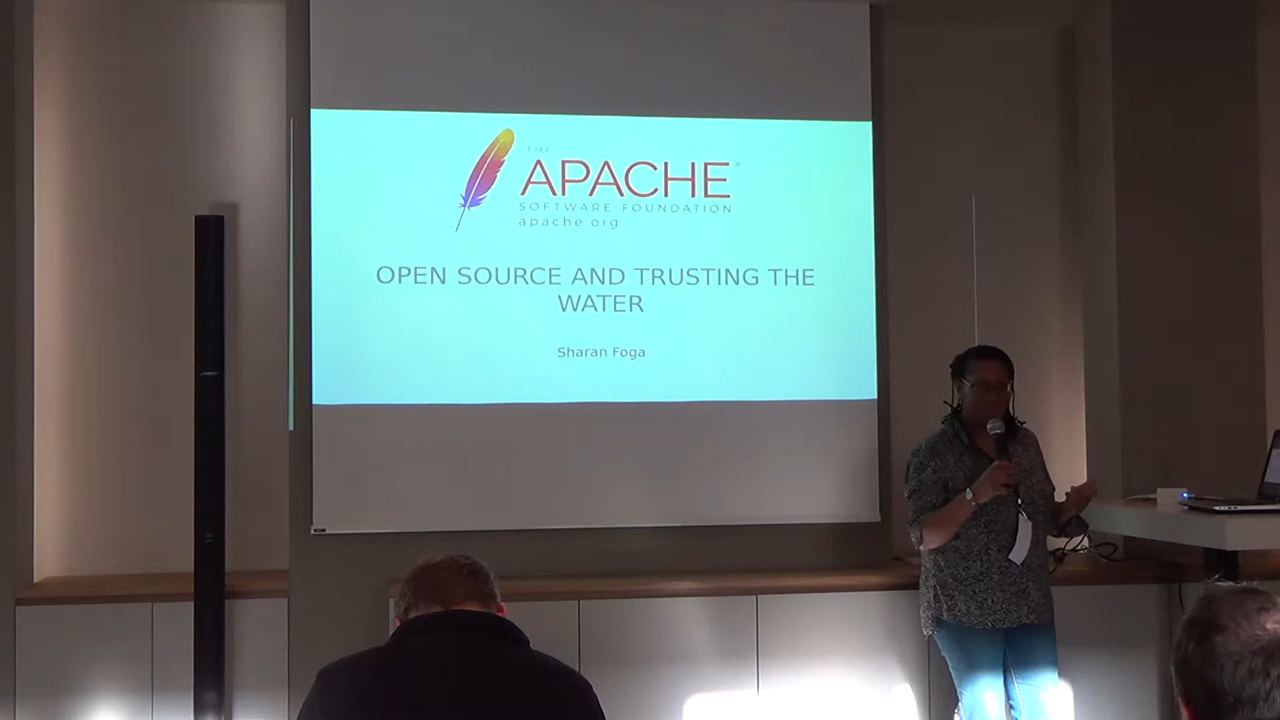 THE
APACHE®
SOFTWARE FOUNDATION
apache org
OPEN SOURCE AND TRUSTING THE
WATER
Sharan Foga